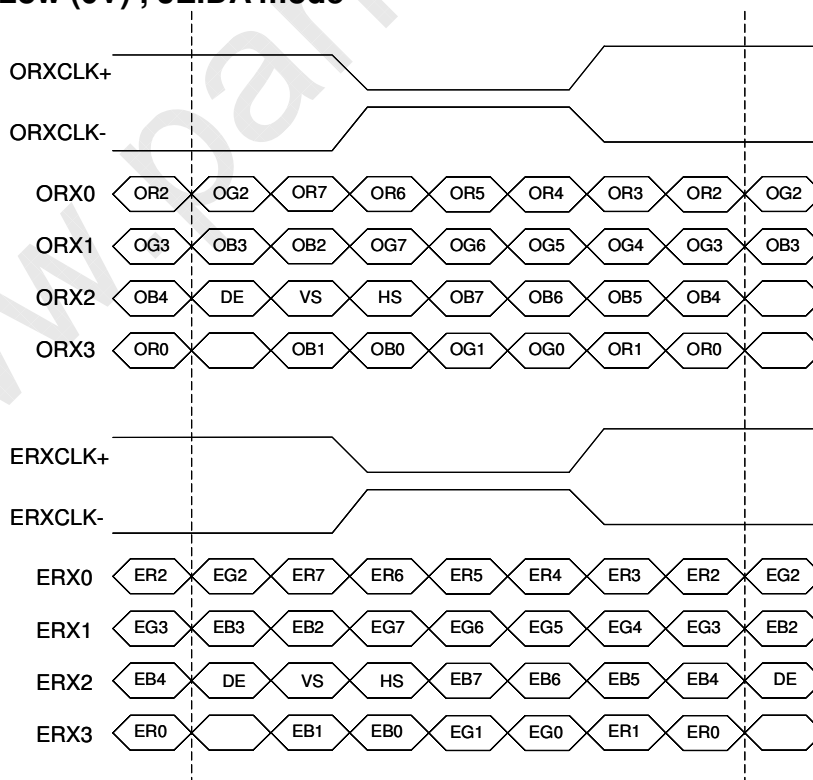 ORXCLK+
ORXCLK-
ORX0 OR2 OG2 OR7 OR6 OR5 OR4 OR3 OR2 OG2
ORX1 OG3 OB3 OB2 OG7 OG6 OG5 OG4 OG3 OB3
ORX2 OB4 DE VS HS OB7 OB6 OB5 OB4
ORX3 OR0 OB1 OB0 OG1 OG0 OR1 OR0
ERXCLK+
ERXCLK-
ERX0 ER2 EG2 ER7 ER6 ER5 ER4 ER3 ER2 EG2
ERX1 EG3 EB3 EB2 EG7 EG6 EG5 EG4 EG3 EB2
ERX2 EB4 DE VS HS EB7 EB6 EB5 EB4 DE
ERX3 ER0 EB1 EB0 EG1 EG0 ER1 ER0